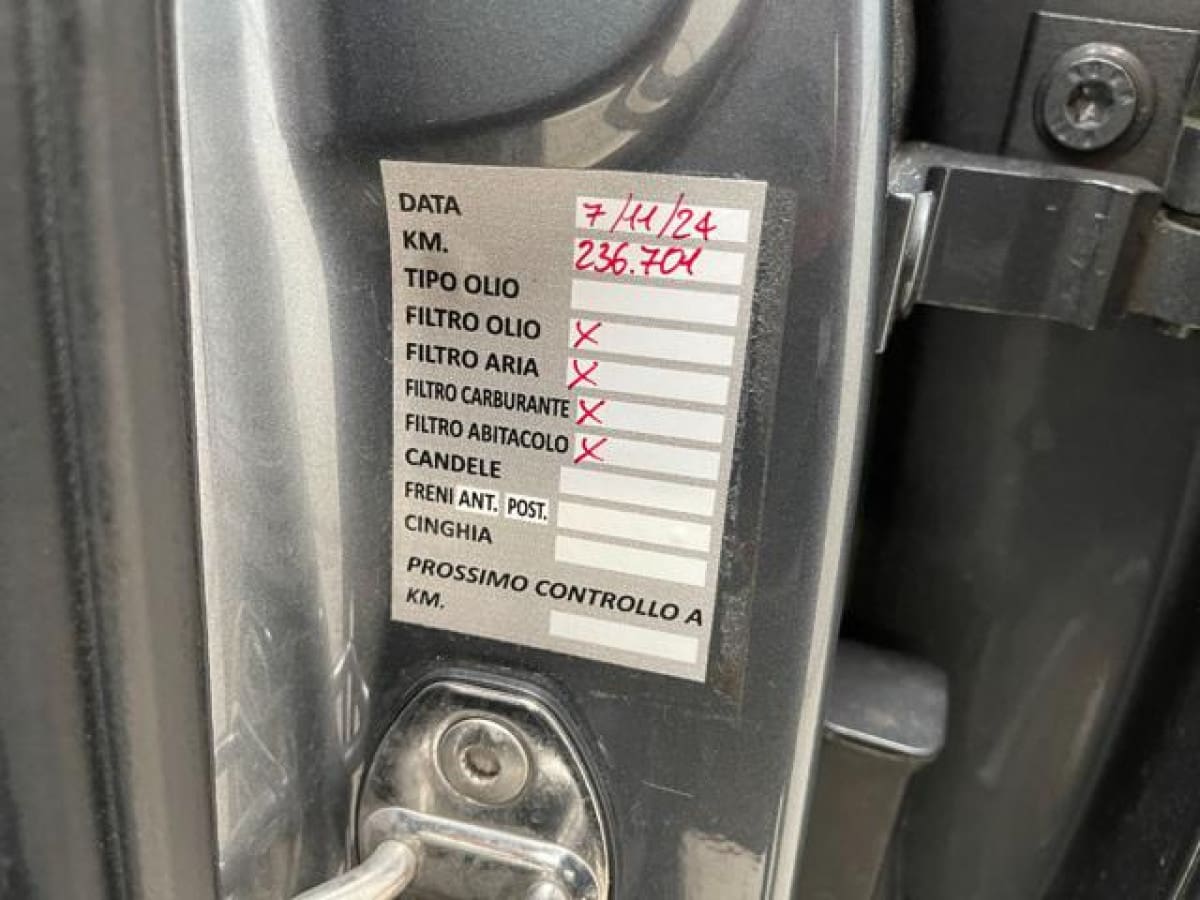 DATA 7/11/24
KM. 236.701
TIPO OLIO
FILTRO OLIO X
FILTRO ARIA X
FILTRO CARBURANTE X
FILTRO ABITACOLO X
CANDELE
FRENI ANT. POST.
CINGHIA
PROSSIMO CONTROLLO A
KM.